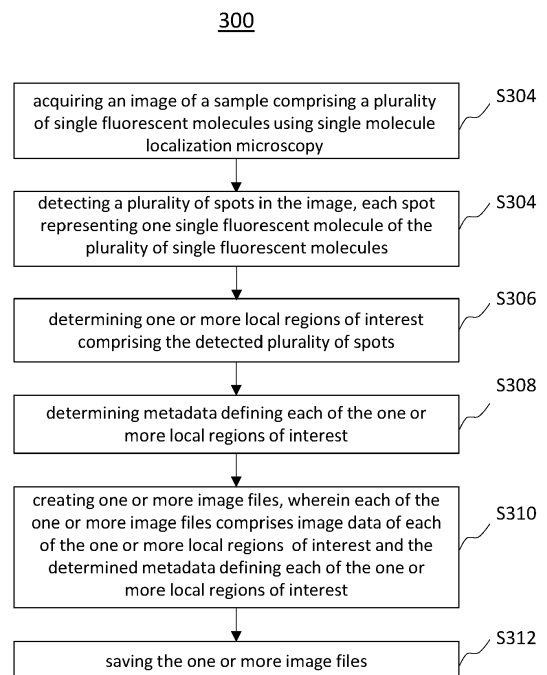 300
acquiring an image of a sample comprising a plurality
of single fluorescent molecules using single molecule
localization microscopy
S304
detecting a plurality of spots in the image, each spot
representing one single fluorescent molecule of the
plurality of single fluorescent molecules
S304
determining one or more local regions of interest
comprising the detected plurality of spots
S306
determining metadata defining each of the one or
more local regions of interest
S308
creating one or more image files, wherein each of the
one or more image files comprises image data of each
of the one or more local regions of interest and the
determined metadata defining each of the one or
more local regions of interest
S310
saving the one or more image files
S312